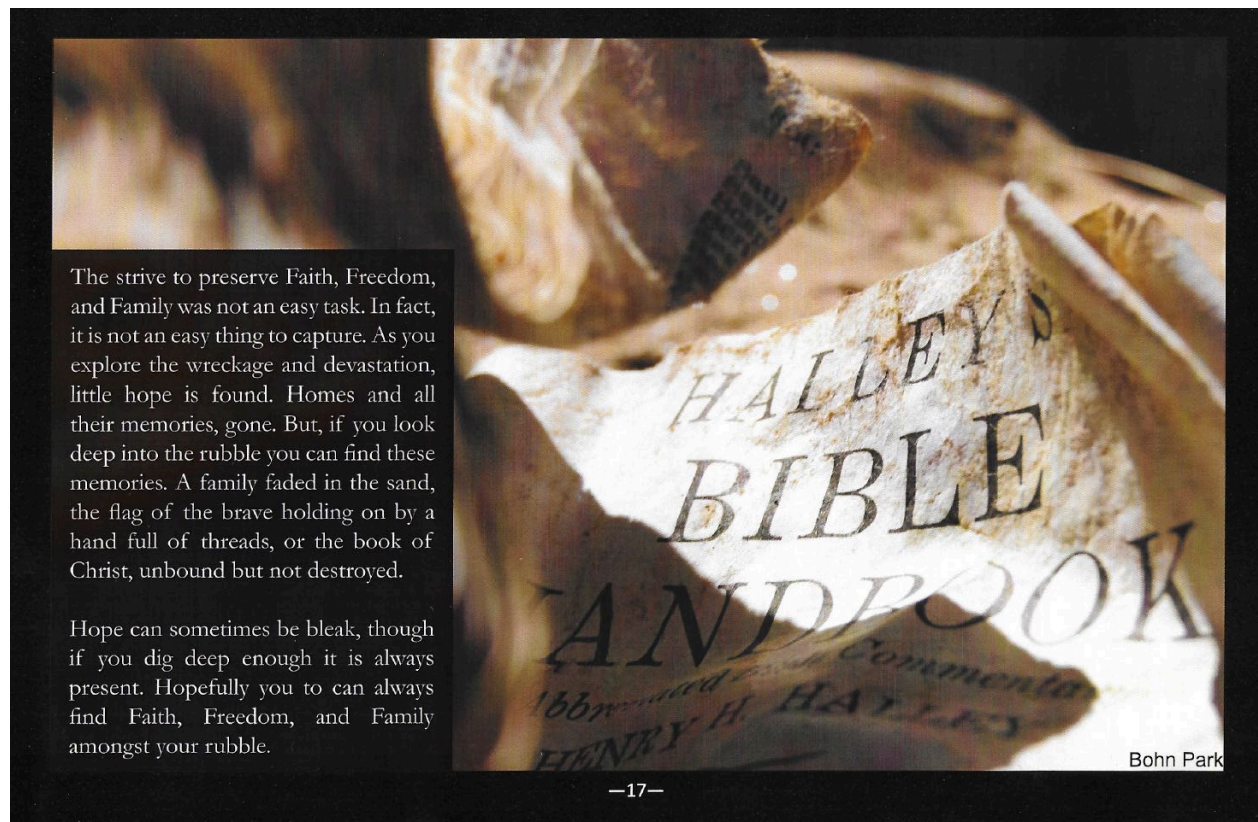 The strive to preserve Faith, Freedom,
and Family was not an easy task. In fact,
it is not an easy thing to capture. As you
explore the wreckage and devastation,
little hope is found. Homes and all
their memories, gone. But, if you look
deep into the rubble you can find these
memories. A family faded in the sand,
the flag of the brave holding on by a
hand full of threads, or the book of
Christ, unbound but not destroyed.
Hope can sometimes be bleak, though
if you dig deep enough it is always
present. Hopefully you to can always
find Faith, Freedom, and Family
amongst your rubble.
HALLEY'S
BIBLE
ANDBOOK
Commenta
HENRY H. HALLEY
Bohn Park
—17—